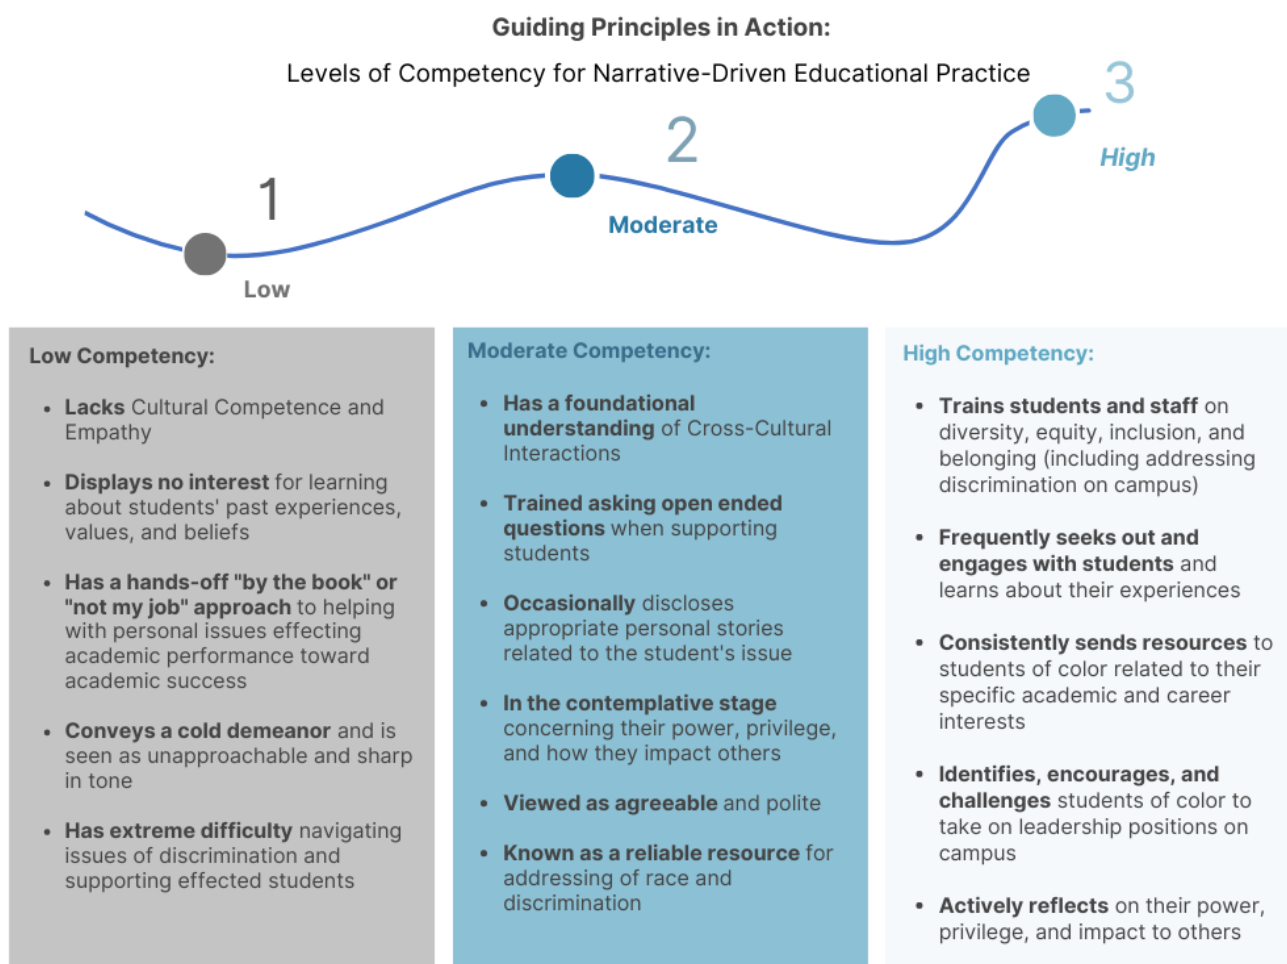 Guiding Principles in Action:
Levels of Competency for Narrative-Driven Educational Practice
1
Low
2
Moderate
3
High
Low Competency:
• Lacks Cultural Competence and
Empathy
• Displays no interest for learning
about students' past experiences,
values, and beliefs
• Has a hands-off "by the book" or
"not my job" approach to helping
with personal issues effecting
academic performance toward
academic success
• Conveys a cold demeanor and is
seen as unapproachable and sharp
in tone
• Has extreme difficulty navigating
issues of discrimination and
supporting effected students
Moderate Competency:
• Has a foundational
understanding of Cross-Cultural
Interactions
• Trained asking open ended
questions when supporting
students
• Occasionally discloses
appropriate personal stories
related to the student's issue
• In the contemplative stage
concerning their power, privilege,
and how they impact others
• Viewed as agreeable and polite
• Known as a reliable resource for
addressing of race and
discrimination
High Competency:
• Trains students and staff on
diversity, equity, inclusion, and
belonging (including addressing
discrimination on campus)
• Frequently seeks out and
engages with students and
learns about their experiences
• Consistently sends resources to
students of color related to their
specific academic and career
interests
• Identifies, encourages, and
challenges students of color to
take on leadership positions on
campus
• Actively reflects on their power,
privilege, and impact to others